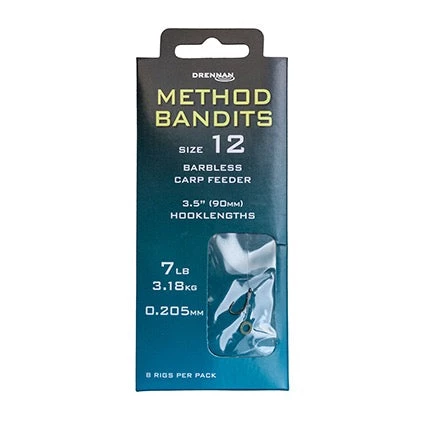 DRENNAN
METHOD
BANDITS
SIZE 12
BARBLESS
CARP FEEDER
3.5" (90MM)
HOOKLENGTHS
7LB
3.18KG
0.205MM
8 RIGS PER PACK